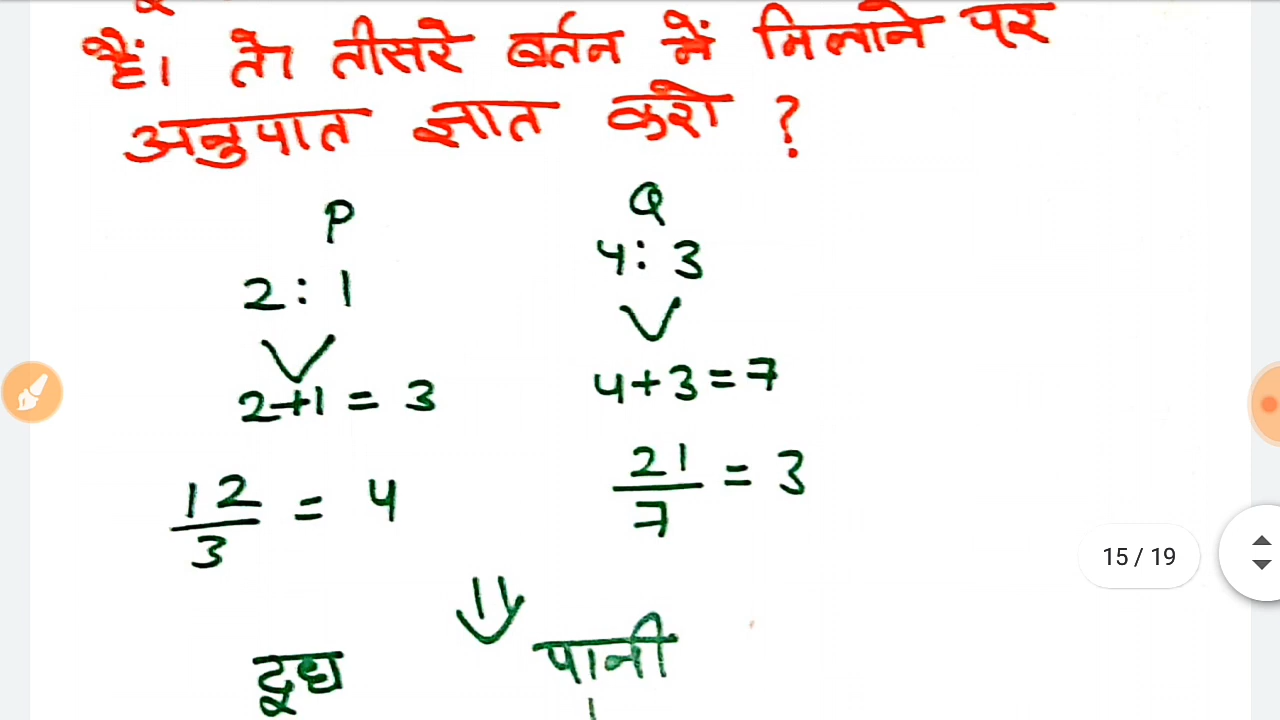 हैं। तो तीसरे बर्तन में मिलाने पर
अनुपात ज्ञात करो ?
P Q
2 : 1 4 : 3
2+1 = 3 4+3 = 7
12/3 = 4 21/7 = 3
दूध पानी
15 / 19